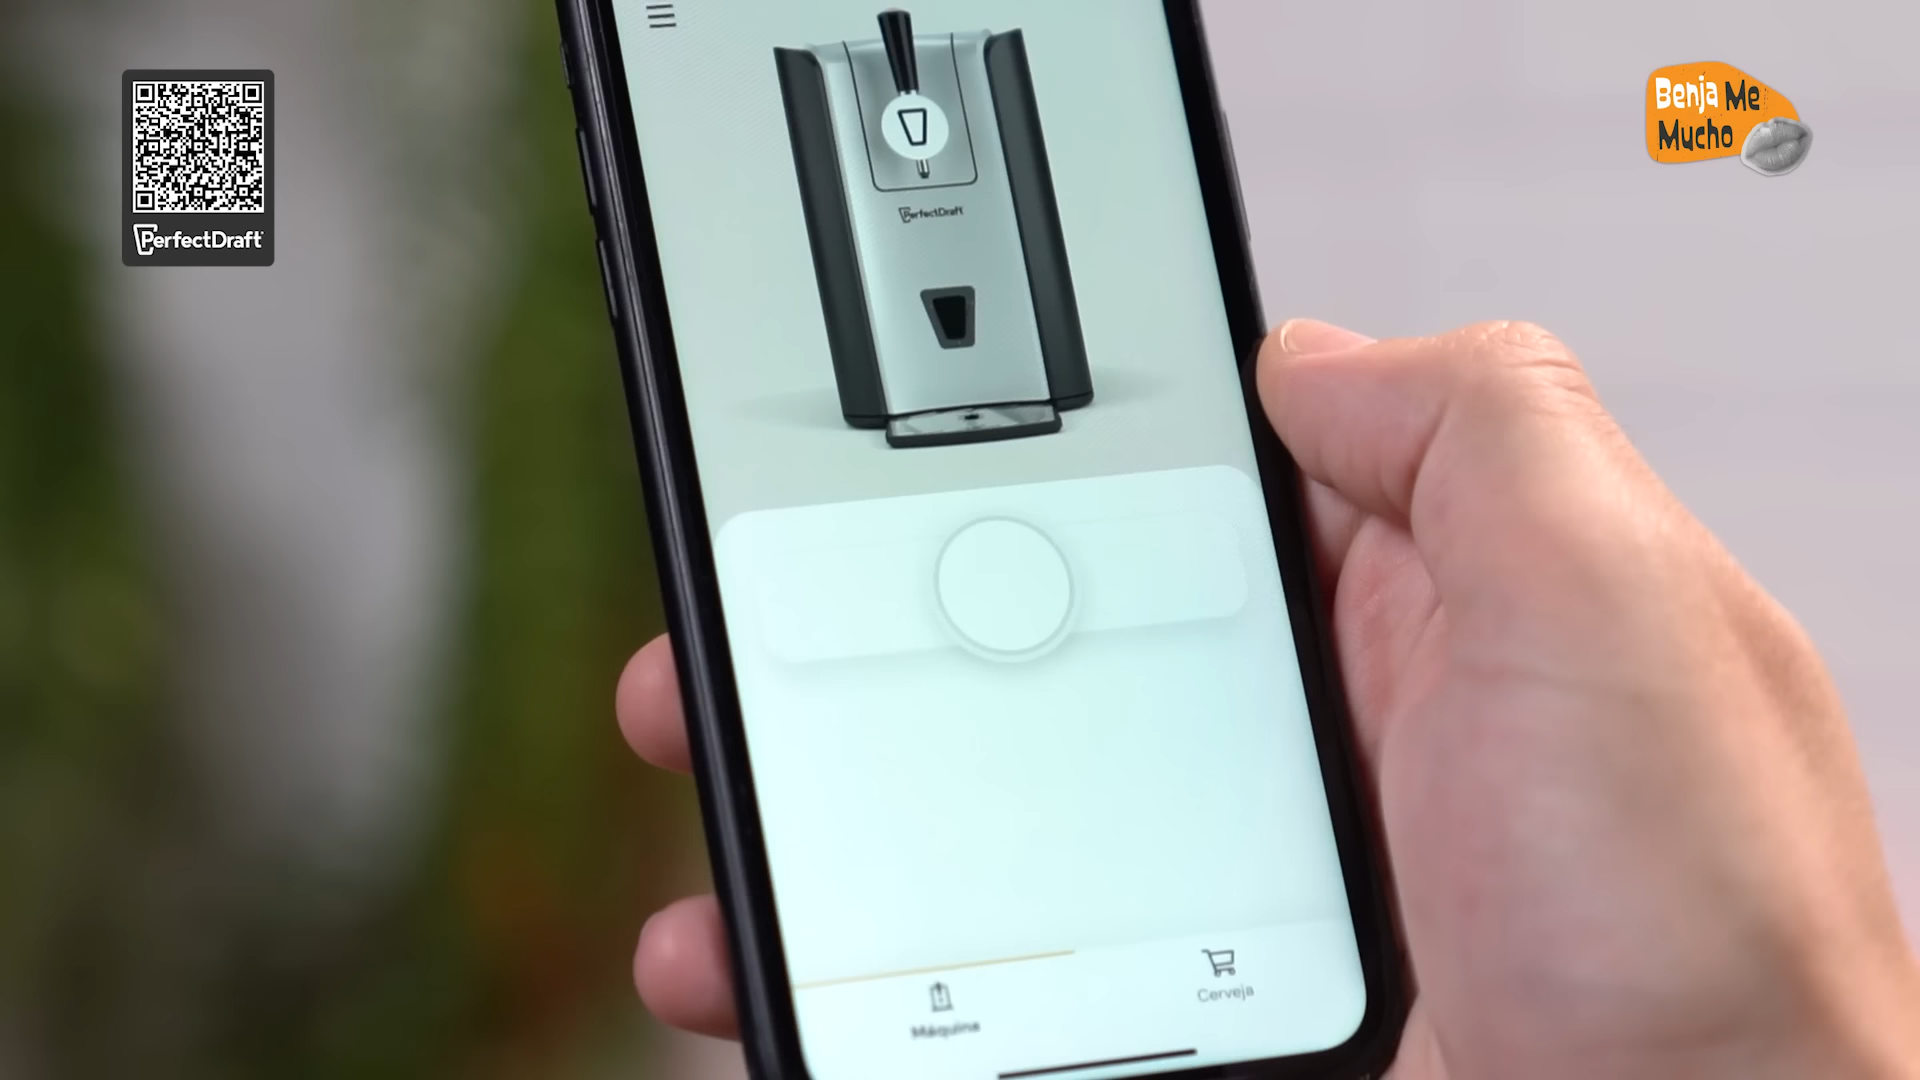 PerfectDraft
Benja Me
Mucho
PerfectDraft
Máquina
Cerveja